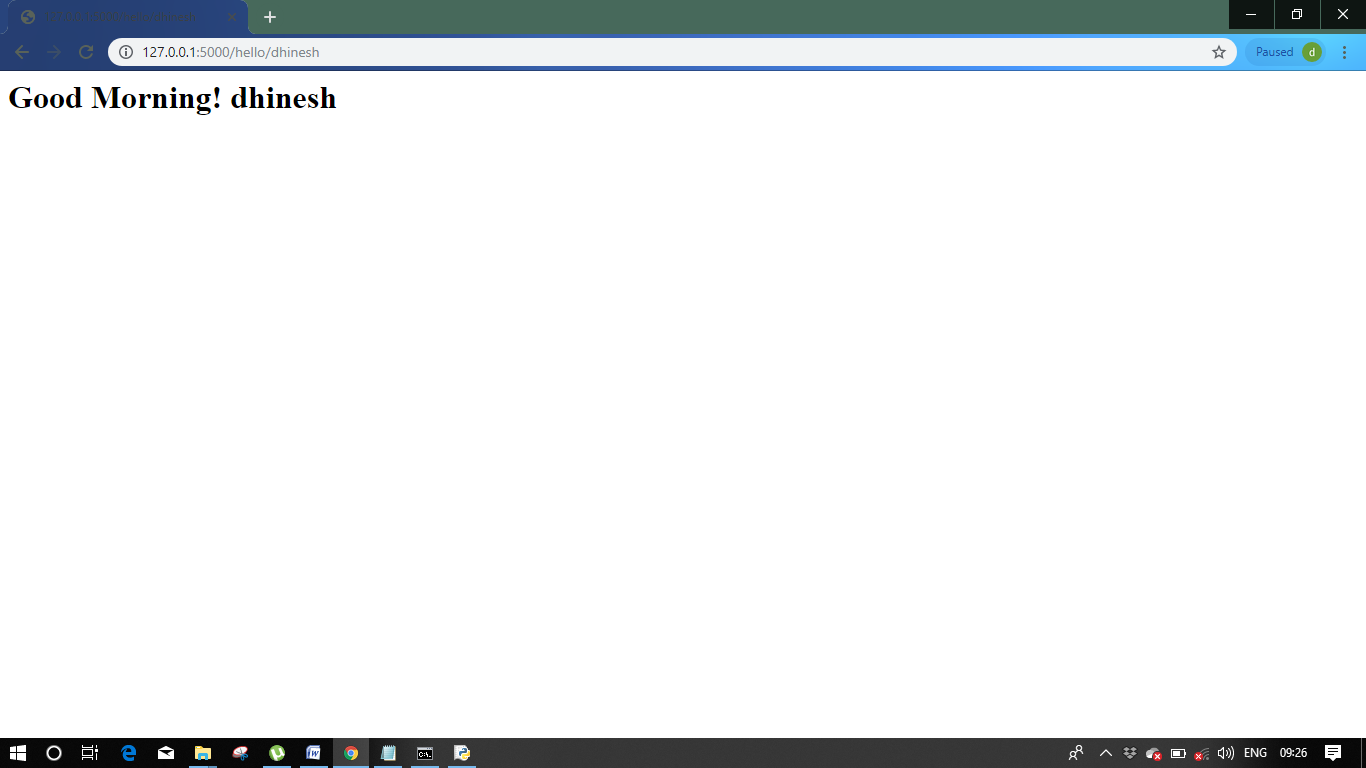 127.0.0.1:5000/hello/dhinesh
Paused
d
Good Morning! dhinesh
ENG
09:26